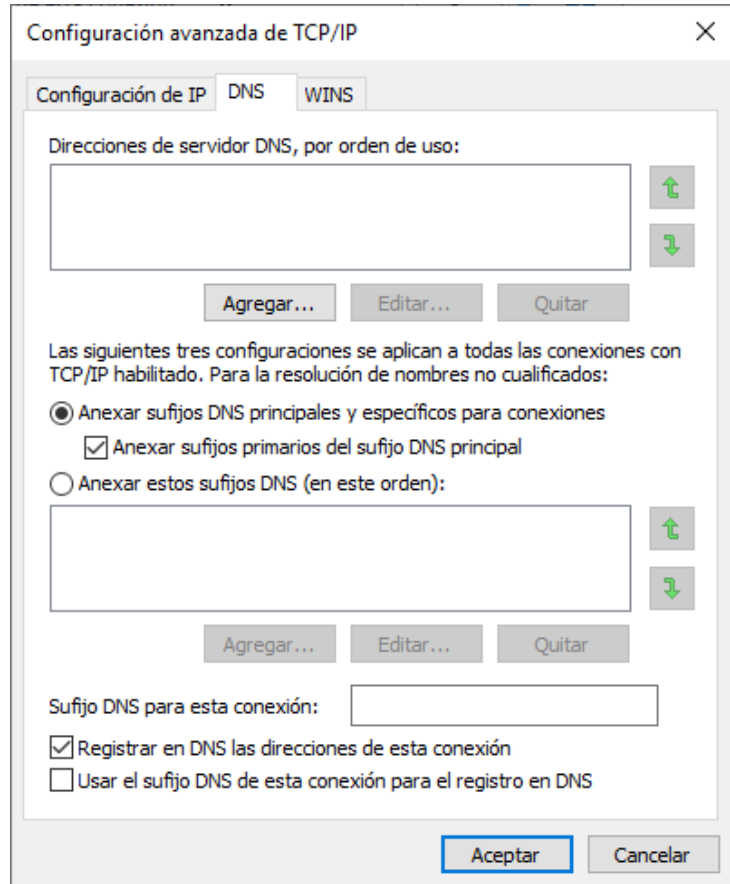 Configuración avanzada de TCP/IP
Configuración de IP DNS WINS
Direcciones de servidor DNS, por orden de uso:
Agregar... Editar... Quitar
Las siguientes tres configuraciones se aplican a todas las conexiones con
TCP/IP habilitado. Para la resolución de nombres no cualificados:
Anexar sufijos DNS principales y específicos para conexiones
Anexar sufijos primarios del sufijo DNS principal
Anexar estos sufijos DNS (en este orden):
Agregar... Editar... Quitar
Sufijo DNS para esta conexión:
Registrar en DNS las direcciones de esta conexión
Usar el sufijo DNS de esta conexión para el registro en DNS
Aceptar Cancelar